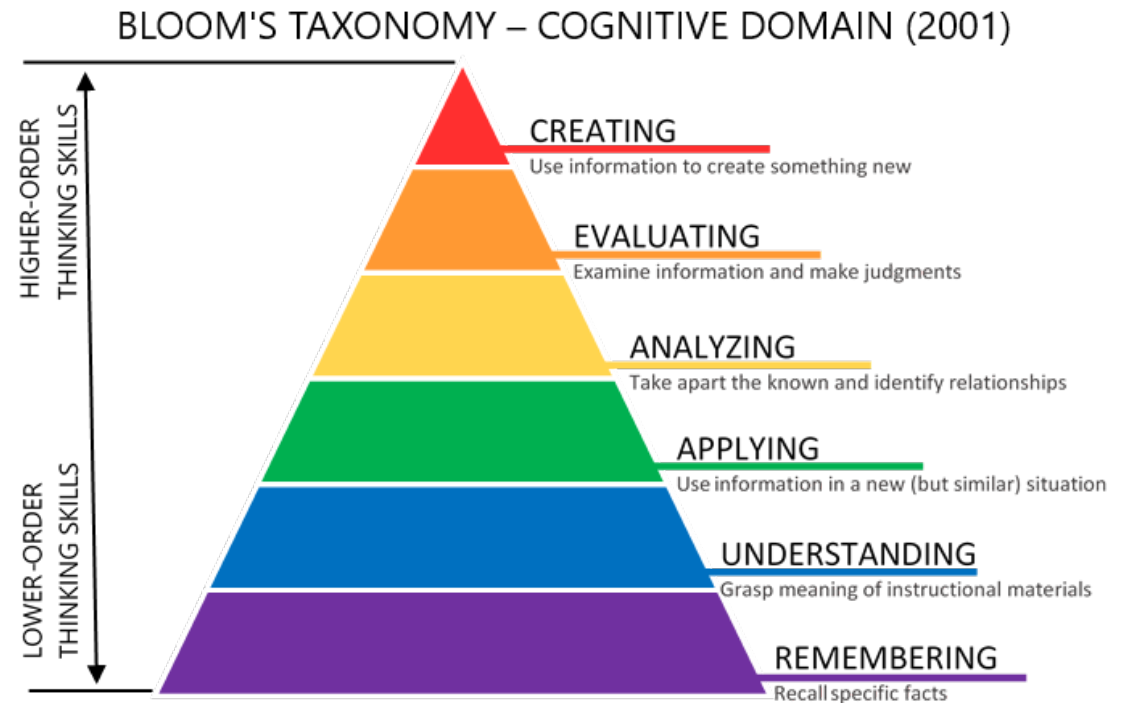 BLOOM'S TAXONOMY – COGNITIVE DOMAIN (2001)
HIGHER-ORDER
THINKING SKILLS
LOWER-ORDER
THINKING SKILLS
CREATING
Use information to create something new
EVALUATING
Examine information and make judgments
ANALYZING
Take apart the known and identify relationships
APPLYING
Use information in a new (but similar) situation
UNDERSTANDING
Grasp meaning of instructional materials
REMEMBERING
Recall specific facts